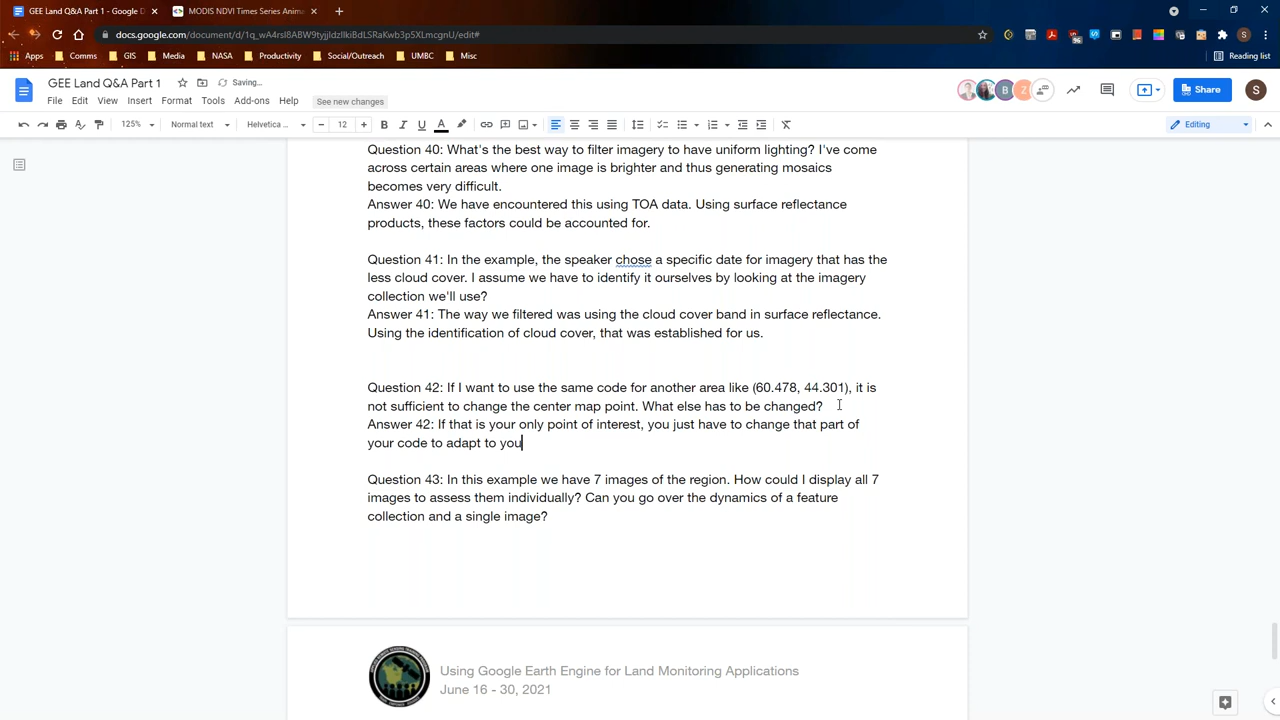 GEE Land Q&A Part 1 - Google D
MODIS NDVI Times Series Anima
docs.google.com/document/d/1q_wA4rsI8ABW9tyjjIdzIlkiBdLSRaKwb3p5XLmcgnU/edit#
Apps Comms GIS Media NASA Productivity Social/Outreach UMBC Misc Reading list
GEE Land Q&A Part 1 Saving...
File Edit View Insert Format Tools Add-ons Help See new changes
B Z Share S
125% Normal text Helvetica ... 12 B I U A Editing
Question 40: What's the best way to filter imagery to have uniform lighting? I've come
across certain areas where one image is brighter and thus generating mosaics
becomes very difficult.
Answer 40: We have encountered this using TOA data. Using surface reflectance
products, these factors could be accounted for.
Question 41: In the example, the speaker chose a specific date for imagery that has the
less cloud cover. I assume we have to identify it ourselves by looking at the imagery
collection we'll use?
Answer 41: The way we filtered was using the cloud cover band in surface reflectance.
Using the identification of cloud cover, that was established for us.
Question 42: If I want to use the same code for another area like (60.478, 44.301), it is
not sufficient to change the center map point. What else has to be changed?
Answer 42: If that is your only point of interest, you just have to change that part of
your code to adapt to you
Question 43: In this example we have 7 images of the region. How could I display all 7
images to assess them individually? Can you go over the dynamics of a feature
collection and a single image?
Using Google Earth Engine for Land Monitoring Applications
June 16 - 30, 2021